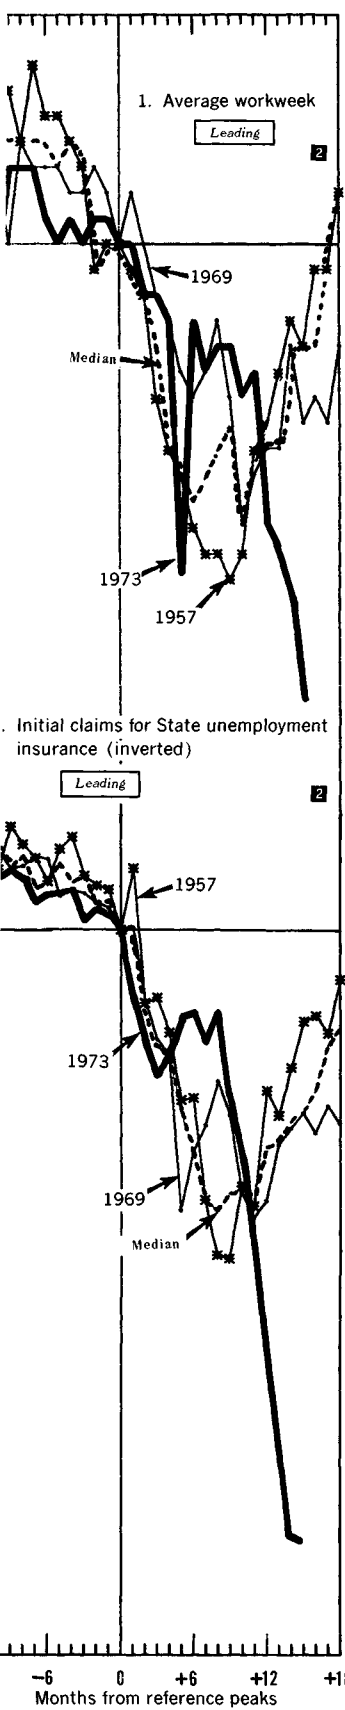 1. Average workweek
Leading
2
1969
Median
1973
1957
. Initial claims for State unemployment
insurance (inverted)
Leading
2
1957
1973
1969
Median
-6 0 +6 +12
Months from reference peaks